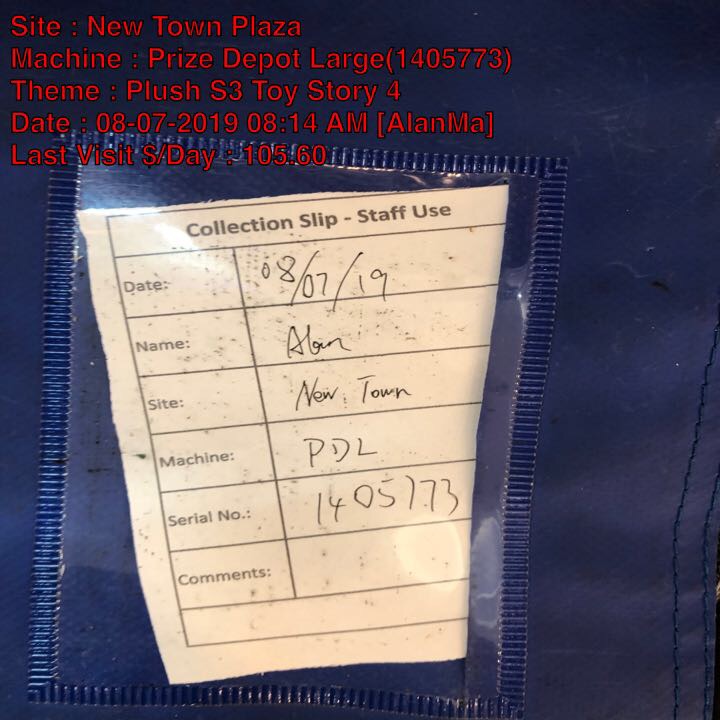 Site : New Town Plaza
Machine : Prize Depot Large(1405773)
Theme : Plush S3 Toy Story 4
Date : 08-07-2019 08:14 AM [AlanMa]
Last Visit $/Day : 105.60
Collection Slip - Staff Use
Date: 08/07/19
Name: Alan
Site: New Town
Machine: PDL
Serial No.: 1405773
Comments: